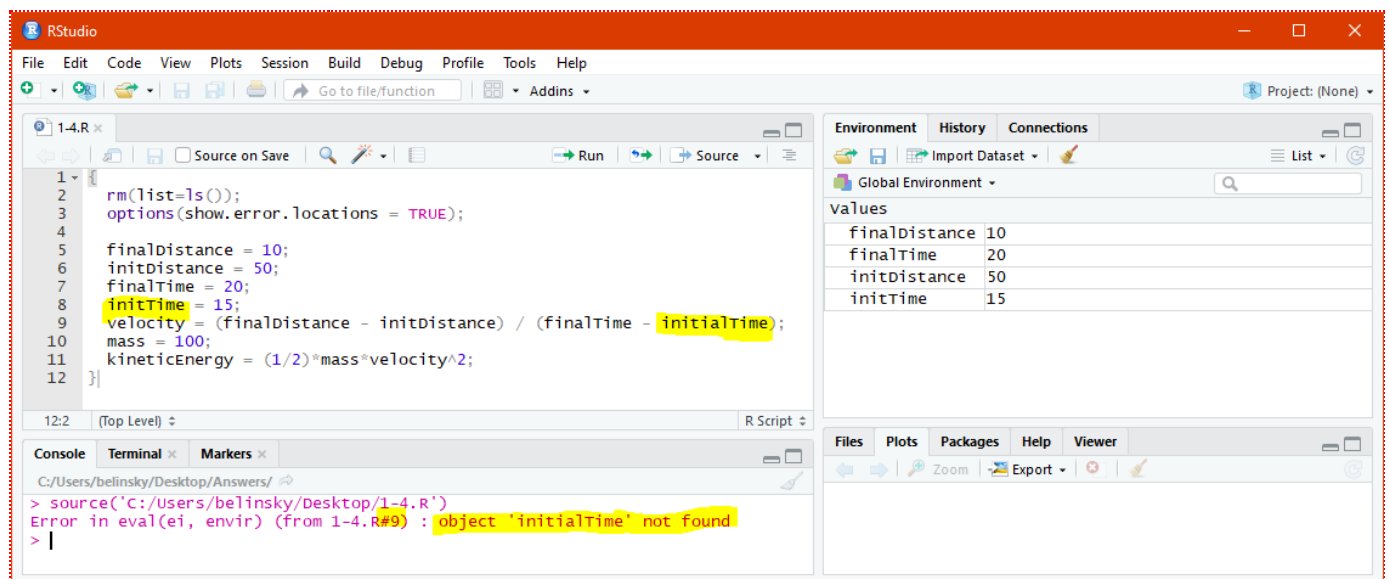 RStudio
File Edit Code View Plots Session Build Debug Profile Tools Help
Go to file/function Addins Project: (None)
1-4.R
Source on Save Run Source
1 {
2 rm(list=ls());
3 options(show.error.locations = TRUE);
4
5 finalDistance = 10;
6 initDistance = 50;
7 finalTime = 20;
8 initTime = 15;
9 velocity = (finalDistance - initDistance) / (finalTime - initialTime);
10 mass = 100;
11 kineticEnergy = (1/2)*mass*velocity^2;
12 }
12:2 (Top Level) R Script
Console Terminal Markers
C:/Users/belinsky/Desktop/Answers/
> source('C:/Users/belinsky/Desktop/1-4.R')
Error in eval(ei, envir) (from 1-4.R#9) : object 'initialTime' not found
>
Environment History Connections
Import Dataset List
Global Environment
Values
finalDistance 10
finalTime 20
initDistance 50
initTime 15
Files Plots Packages Help Viewer
Zoom Export